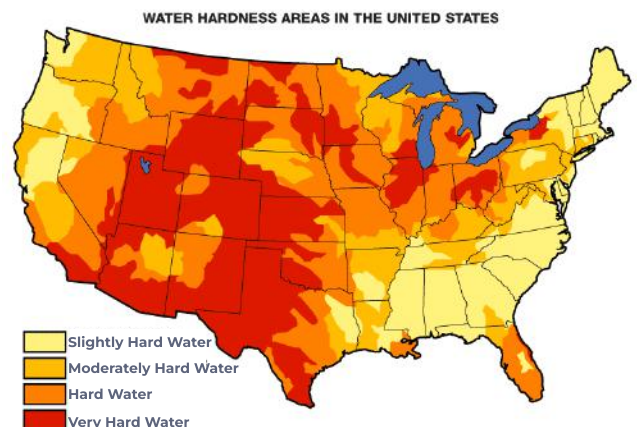 WATER HARDNESS AREAS IN THE UNITED STATES
Slightly Hard Water
Moderately Hard Water
Hard Water
Very Hard Water